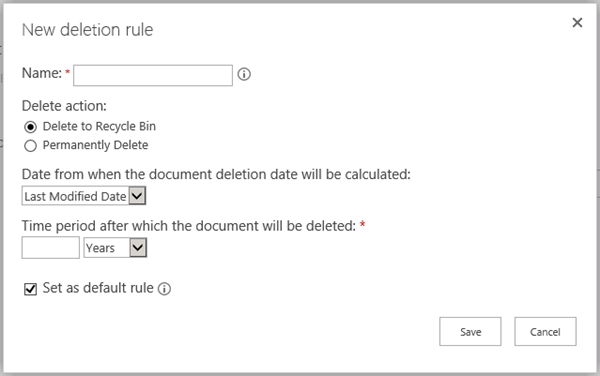 New deletion rule
Name: *
Delete action:
Delete to Recycle Bin
Permanently Delete
Date from when the document deletion date will be calculated:
Last Modified Date
Time period after which the document will be deleted: *
Years
Set as default rule
Save Cancel